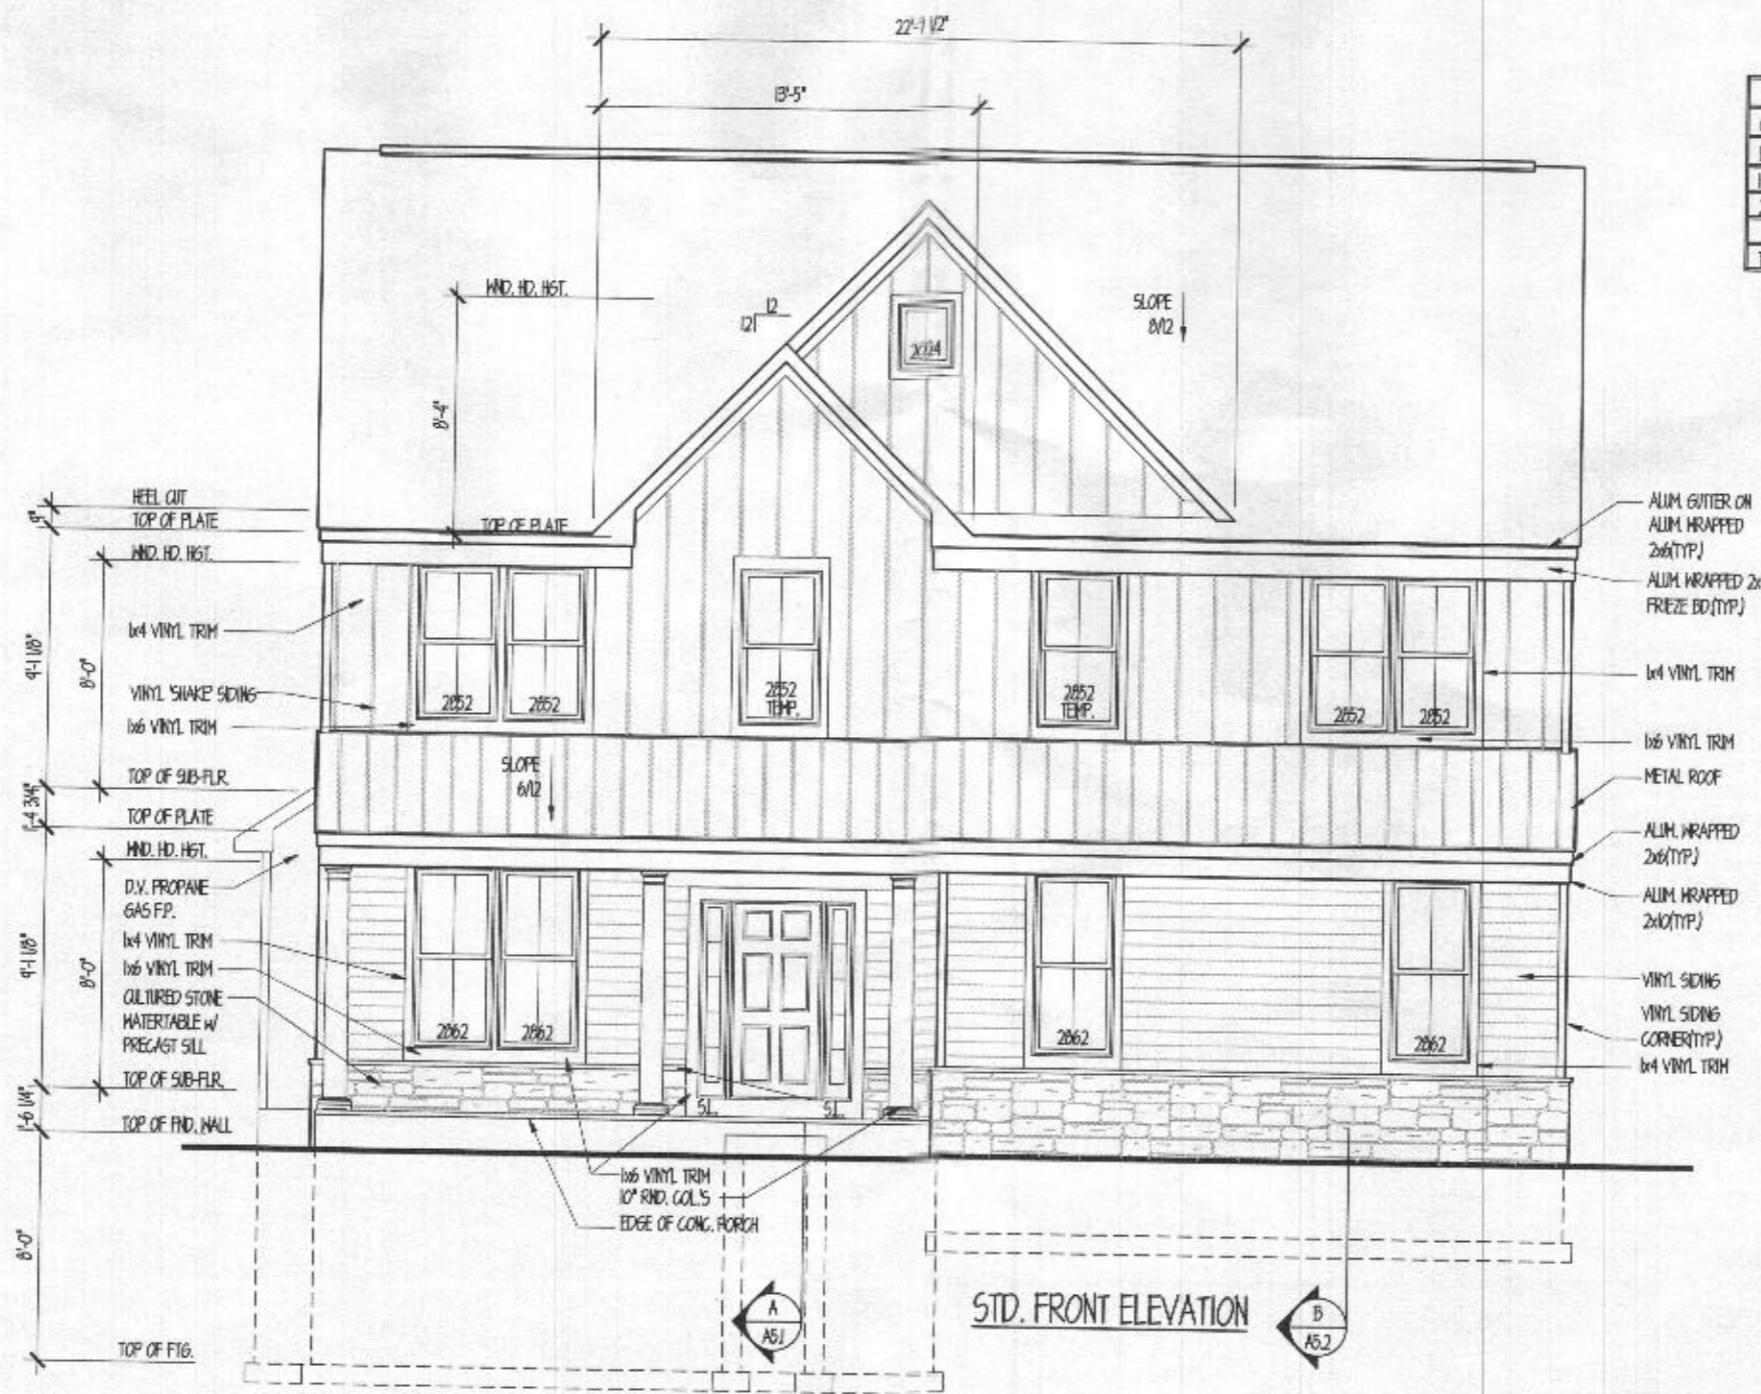 22'-7 1/2"
13'-5"
WND. HD. HGT.
12
12
SLOPE
8/12
2024
8'-4"
HEEL CUT
TOP OF PLATE
9"
TOP OF PLATE
WND. HD. HGT.
ALUM. GUTTER ON
ALUM. WRAPPED
2x6(TYP.)
ALUM. WRAPPED
FRIEZE BD.(TYP.)
1x4 VINYL TRIM
9'-1 1/8"
8'-0"
VINYL 'SHAKE' SIDING
1x6 VINYL TRIM
2852
2852
2852
TEMP.
2852
TEMP.
2852
2852
1x4 VINYL TRIM
1x6 VINYL TRIM
METAL ROOF
TOP OF SUB-FLR.
SLOPE
6/12
1'-4 3/4"
TOP OF PLATE
WND. HD. HGT.
ALUM. WRAPPED
2x6(TYP.)
D.V. PROPANE
GAS F.P.
ALUM. WRAPPED
2x10(TYP.)
1x4 VINYL TRIM
1x6 VINYL TRIM
9'-1 1/8"
8'-0"
CULTURED STONE
WATERTABLE W/
PRECAST SILL
2862
2862
2862
2862
VINYL SIDING
VINYL SIDING
CORNER(TYP.)
1x4 VINYL TRIM
TOP OF SUB-FLR.
1'-6 1/4"
TOP OF FND. WALL
S.L.
S.L.
1x6 VINYL TRIM
10" RND. COL.'S
EDGE OF CONC. PORCH
8'-0"
STD. FRONT ELEVATION
A
A5.1
B
A5.2
TOP OF FTG.